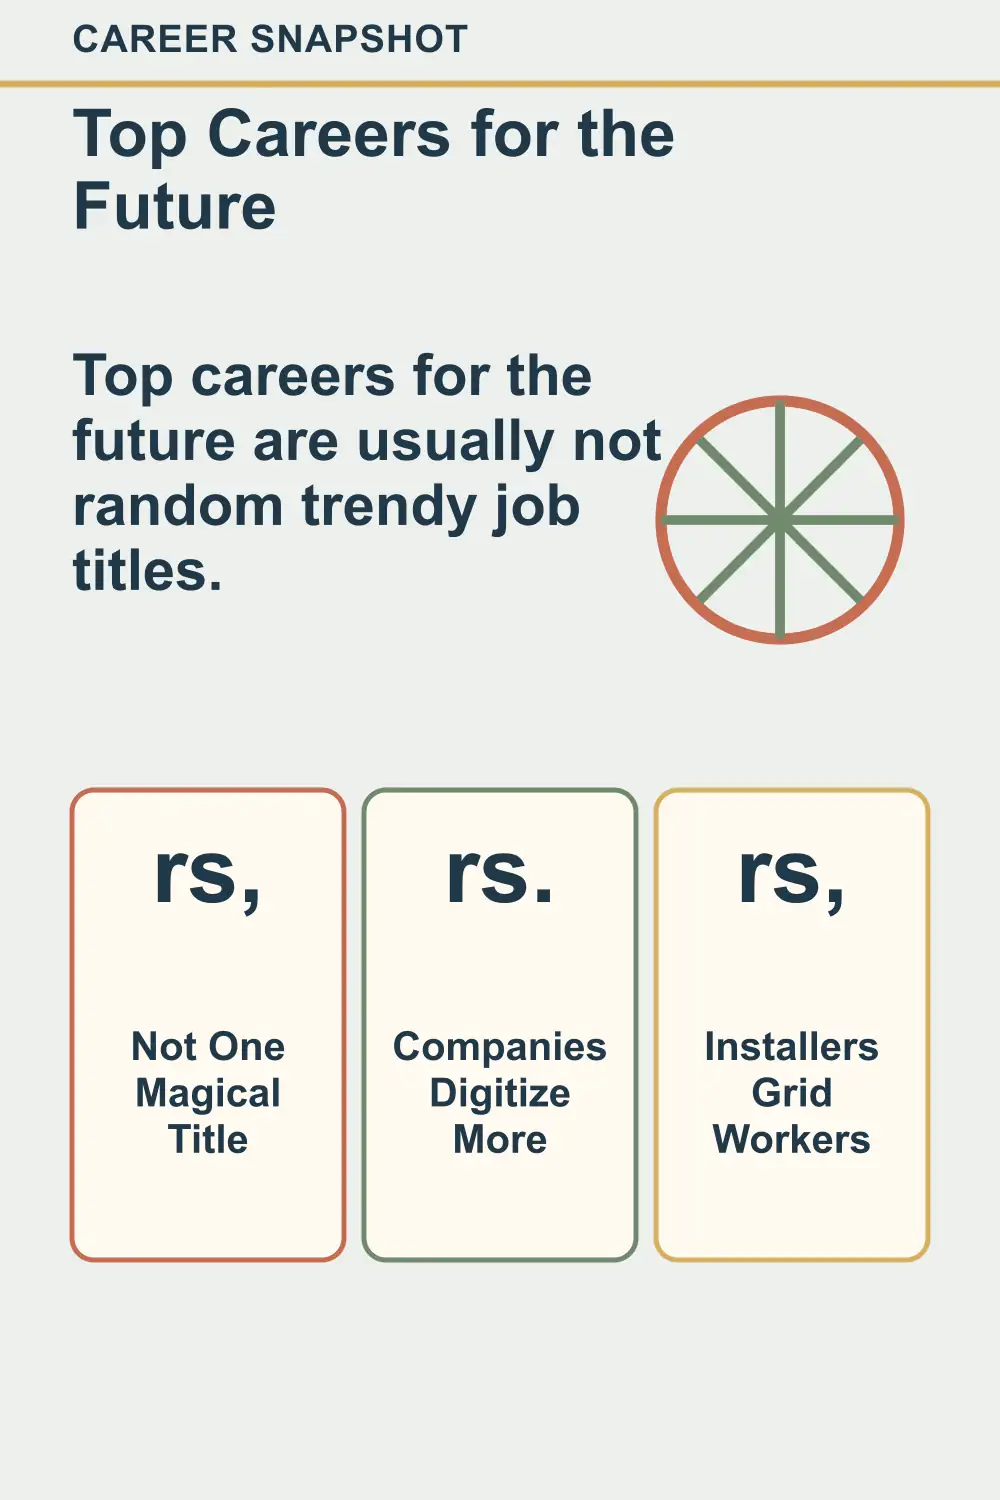 CAREER SNAPSHOT
Top Careers for the
Future
Top careers for the
future are usually not
random trendy job
titles.
rs,
Not One
Magical
Title
rs.
Companies
Digitize
More
rs,
Installers
Grid
Workers